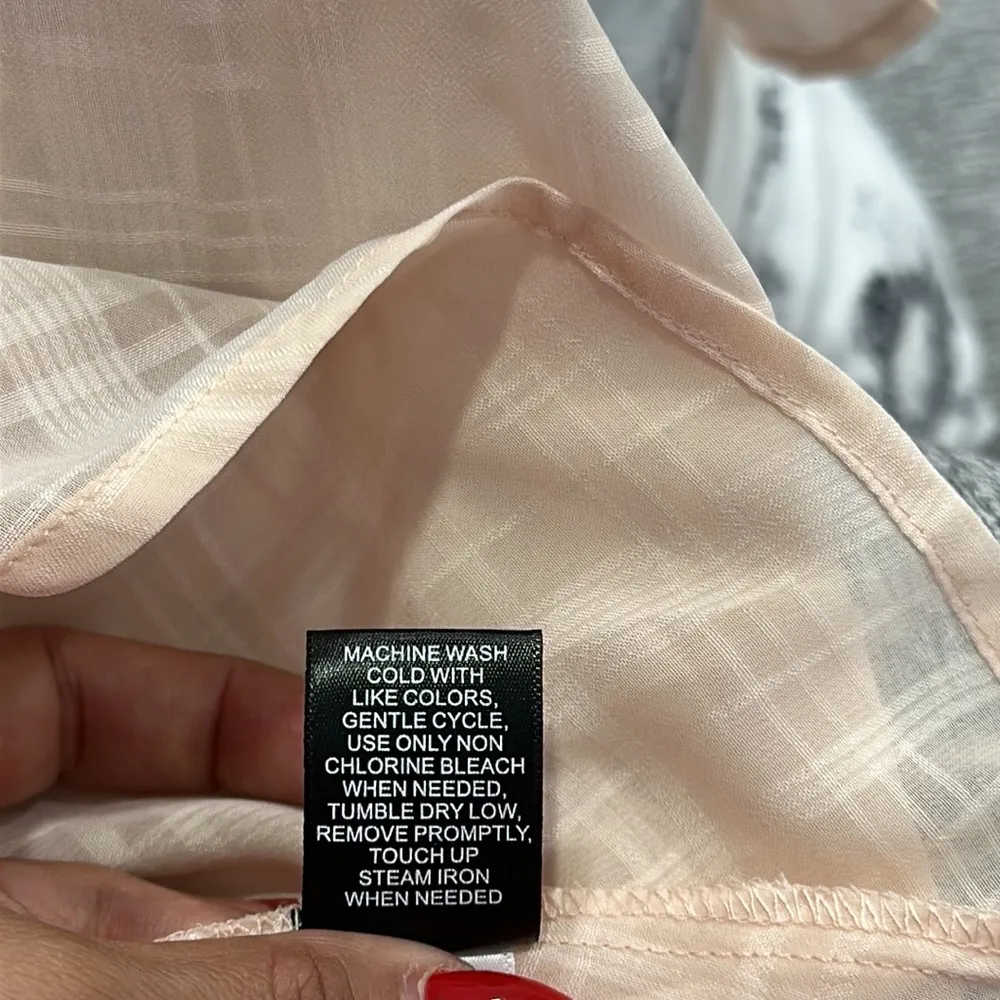 MACHINE WASH
COLD WITH
LIKE COLORS,
GENTLE CYCLE,
USE ONLY NON
CHLORINE BLEACH
WHEN NEEDED,
TUMBLE DRY LOW,
REMOVE PROMPTLY,
TOUCH UP
STEAM IRON
WHEN NEEDED